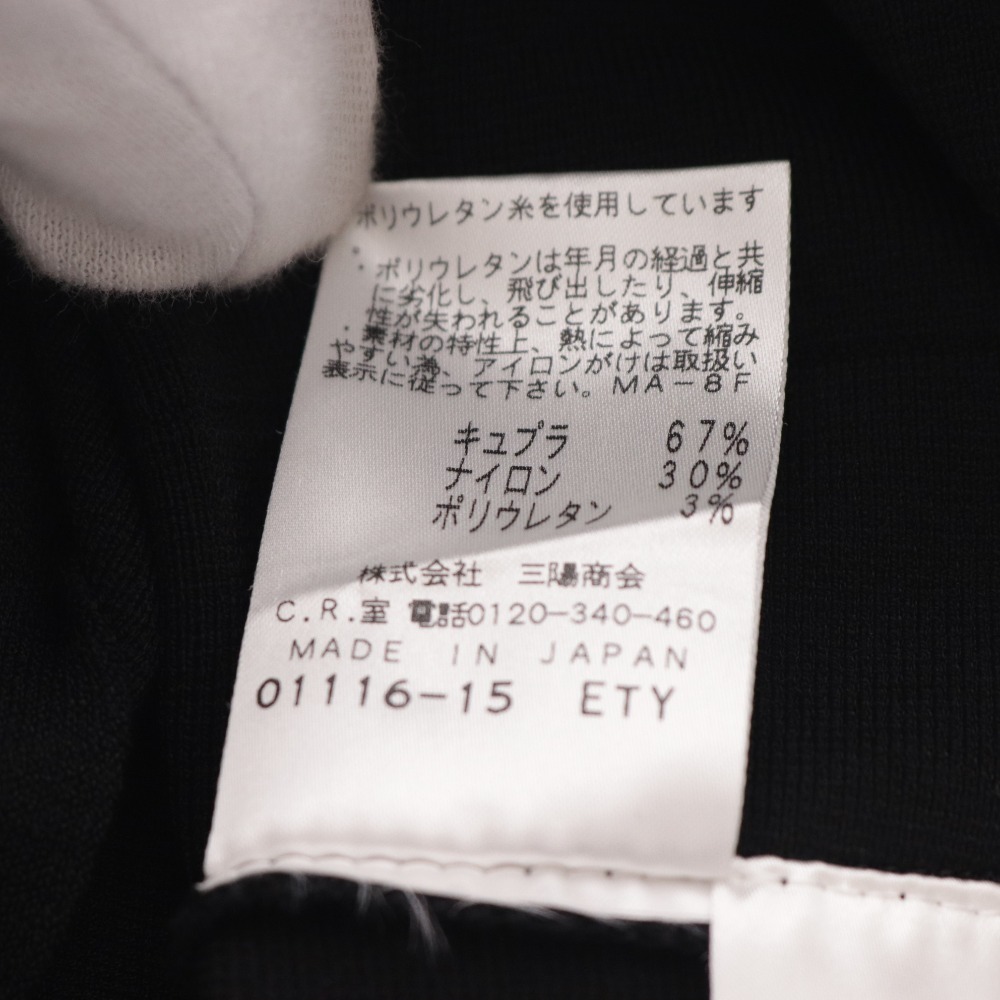 ポリウレタン糸を使用しています
・ポリウレタンは年月の経過と共
に劣化し、飛び出したり、伸縮
性が失われることがあります。
・素材の特性上、熱によって縮み
やすい為、アイロンがけは取扱い
表示に従って下さい。MA-8F
キュプラ 67%
ナイロン 30%
ポリウレタン 3%
株式会社 三陽商会
C.R.室 電話0120-340-460
MADE IN JAPAN
01116-15 ETY